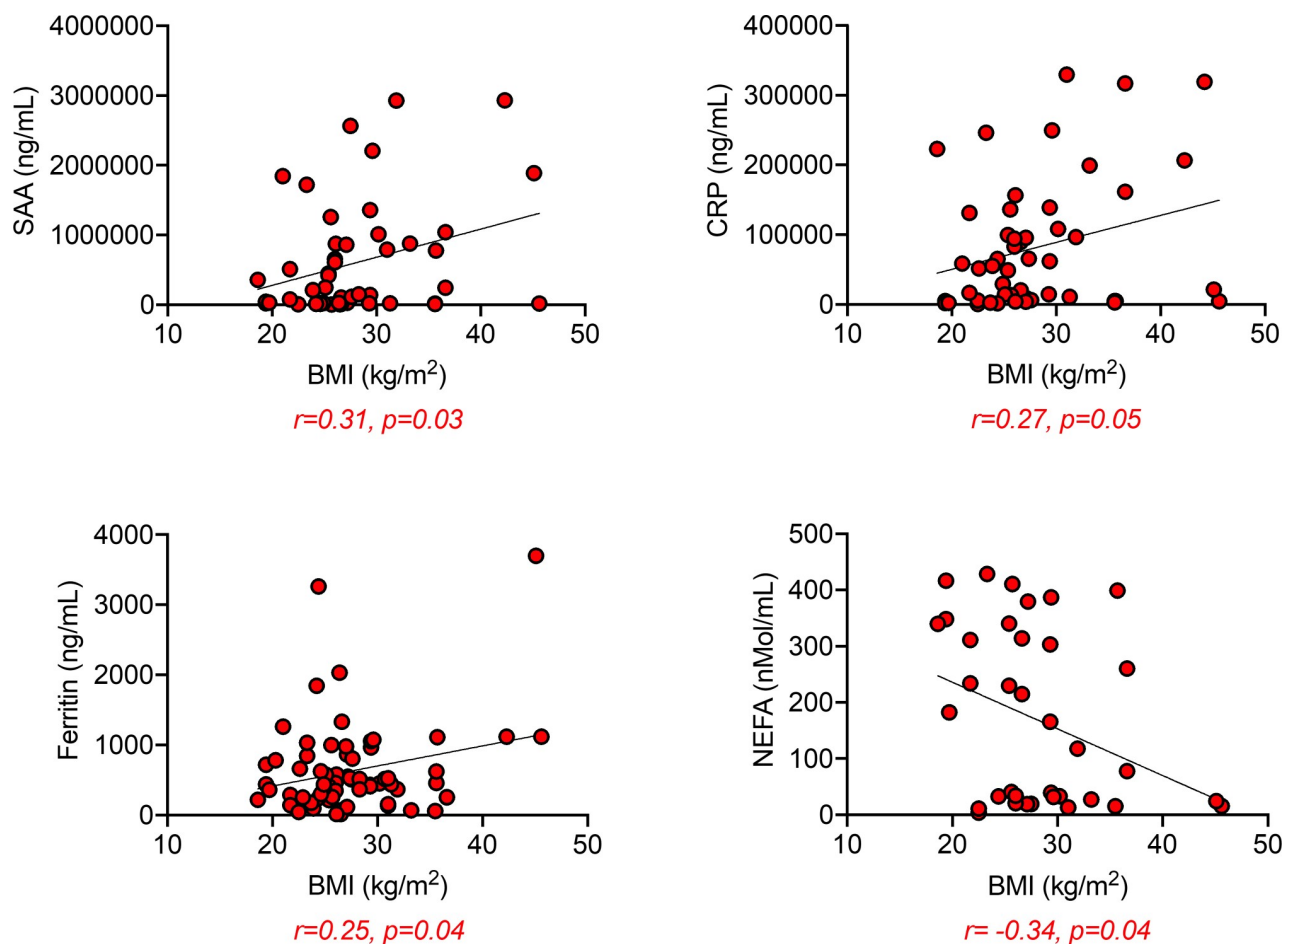 SAA (ng/mL)
4000000
3000000
2000000
1000000
0
10 20 30 40 50
BMI (kg/m²)
r=0.31, p=0.03
CRP (ng/mL)
400000
300000
200000
100000
0
10 20 30 40 50
BMI (kg/m²)
r=0.27, p=0.05
Ferritin (ng/mL)
4000
3000
2000
1000
0
10 20 30 40 50
BMI (kg/m²)
r=0.25, p=0.04
NEFA (nMol/mL)
500
400
300
200
100
0
10 20 30 40 50
BMI (kg/m²)
r= -0.34, p=0.04